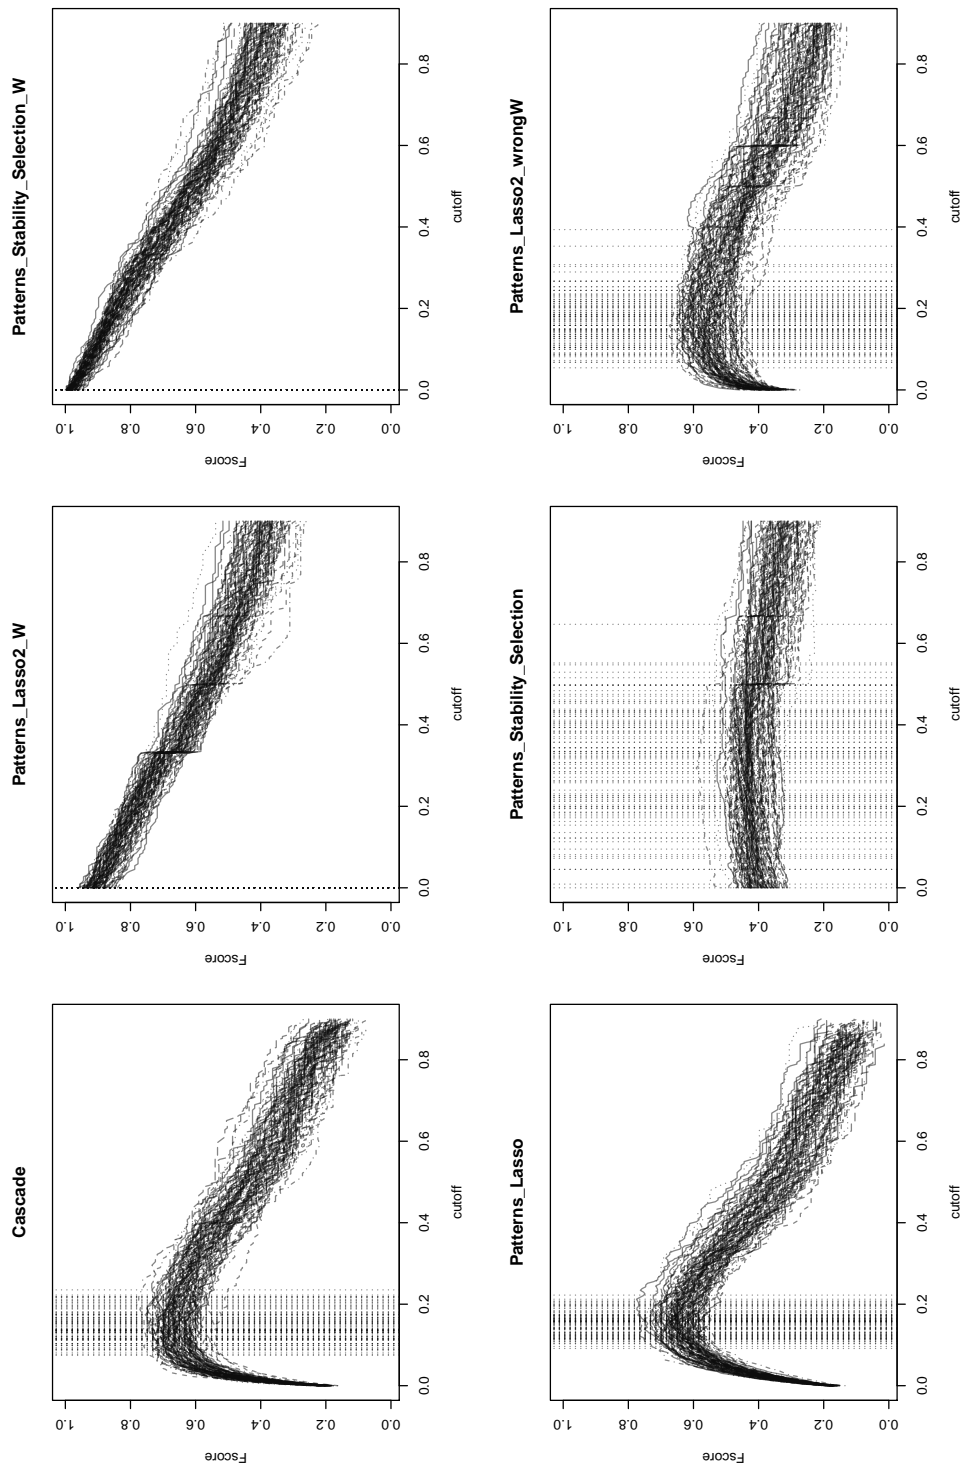 Cascade
Fscore
0.0 0.2 0.4 0.6 0.8 1.0
0.0 0.2 0.4 0.6 0.8
cutoff
Patterns_Lasso2_W
Fscore
0.0 0.2 0.4 0.6 0.8 1.0
0.0 0.2 0.4 0.6 0.8
cutoff
Patterns_Stability_Selection_W
Fscore
0.0 0.2 0.4 0.6 0.8 1.0
0.0 0.2 0.4 0.6 0.8
cutoff
Patterns_Lasso
Fscore
0.0 0.2 0.4 0.6 0.8 1.0
0.0 0.2 0.4 0.6 0.8
cutoff
Patterns_Stability_Selection
Fscore
0.0 0.2 0.4 0.6 0.8 1.0
0.0 0.2 0.4 0.6 0.8
cutoff
Patterns_Lasso2_wrongW
Fscore
0.0 0.2 0.4 0.6 0.8 1.0
0.0 0.2 0.4 0.6 0.8
cutoff